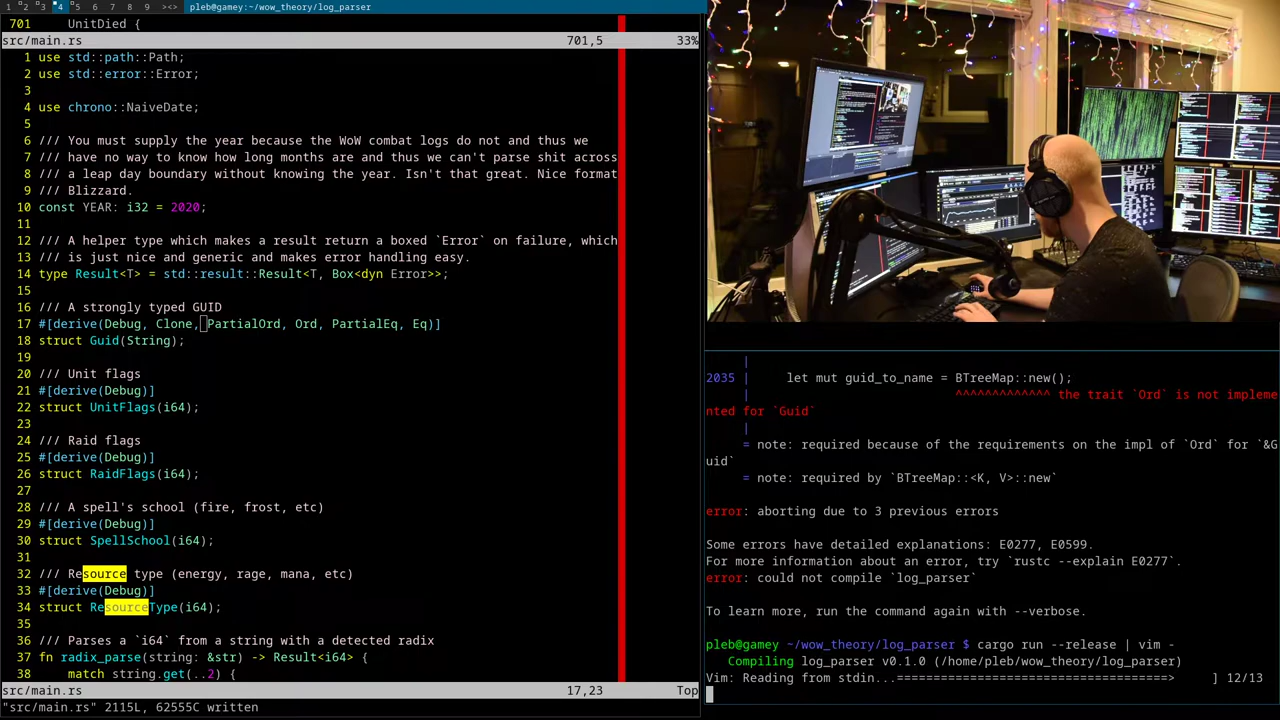 1 2 3 4 5 6 7 8 9 ><> pleb@gamey:~/wow_theory/log_parser
701 UnitDied {
src/main.rs 701,5 33%
1 use std::path::Path;
2 use std::error::Error;
3
4 use chrono::NaiveDate;
5
6 /// You must supply the year because the WoW combat logs do not and thus we
7 /// have no way to know how long months are and thus we can't parse shit across
8 /// a leap day boundary without knowing the year. Isn't that great. Nice format
9 /// Blizzard.
10 const YEAR: i32 = 2020;
11
12 /// A helper type which makes a result return a boxed `Error` on failure, which
13 /// is just nice and generic and makes error handling easy.
14 type Result<T> = std::result::Result<T, Box<dyn Error>>;
15
16 /// A strongly typed GUID
17 #[derive(Debug, Clone, PartialOrd, Ord, PartialEq, Eq)]
18 struct Guid(String);
19
20 /// Unit flags
21 #[derive(Debug)]
22 struct UnitFlags(i64);
23
24 /// Raid flags
25 #[derive(Debug)]
26 struct RaidFlags(i64);
27
28 /// A spell's school (fire, frost, etc)
29 #[derive(Debug)]
30 struct SpellSchool(i64);
31
32 /// Resource type (energy, rage, mana, etc)
33 #[derive(Debug)]
34 struct ResourceType(i64);
35
36 /// Parses a `i64` from a string with a detected radix
37 fn radix_parse(string: &str) -> Result<i64> {
38 match string.get(..2) {
src/main.rs 17,23 Top
"src/main.rs" 2115L, 62555C written
|
2035 | let mut guid_to_name = BTreeMap::new();
| ^^^^^^^^^^^^^ the trait `Ord` is not impleme
nted for `Guid`
|
= note: required because of the requirements on the impl of `Ord` for `&G
uid`
= note: required by `BTreeMap::<K, V>::new`
error: aborting due to 3 previous errors
Some errors have detailed explanations: E0277, E0599.
For more information about an error, try `rustc --explain E0277`.
error: could not compile `log_parser`
To learn more, run the command again with --verbose.
pleb@gamey ~/wow_theory/log_parser $ cargo run --release | vim -
Compiling log_parser v0.1.0 (/home/pleb/wow_theory/log_parser)
Vim: Reading from stdin...=====================================> ] 12/13